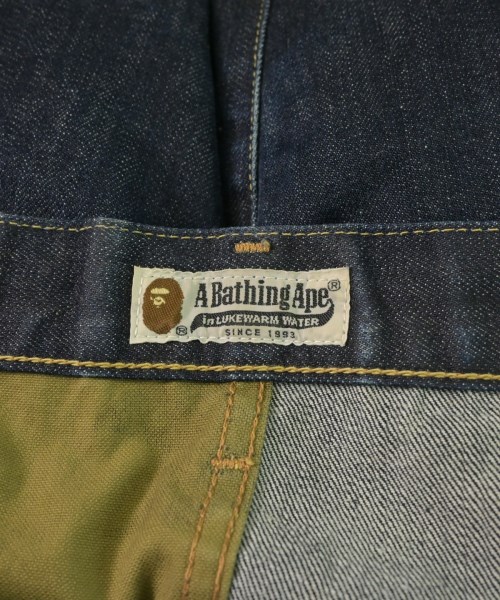 A Bathing Ape®
in LUKEWARM WATER
®
SINCE 1993